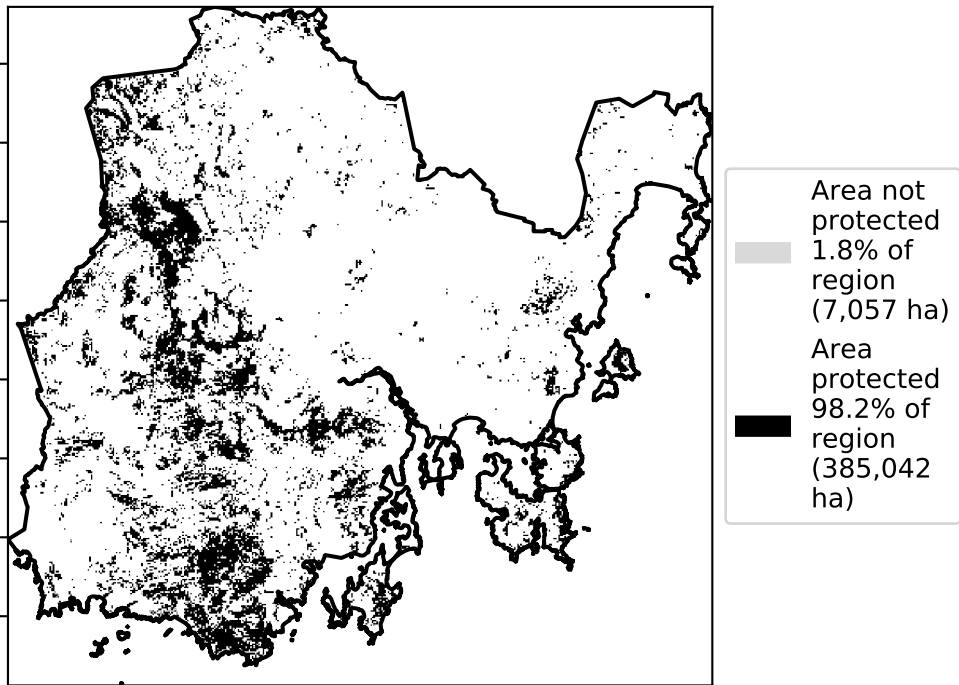 Area not
protected
1.8% of
region
(7,057 ha)
Area
protected
98.2% of
region
(385,042
ha)